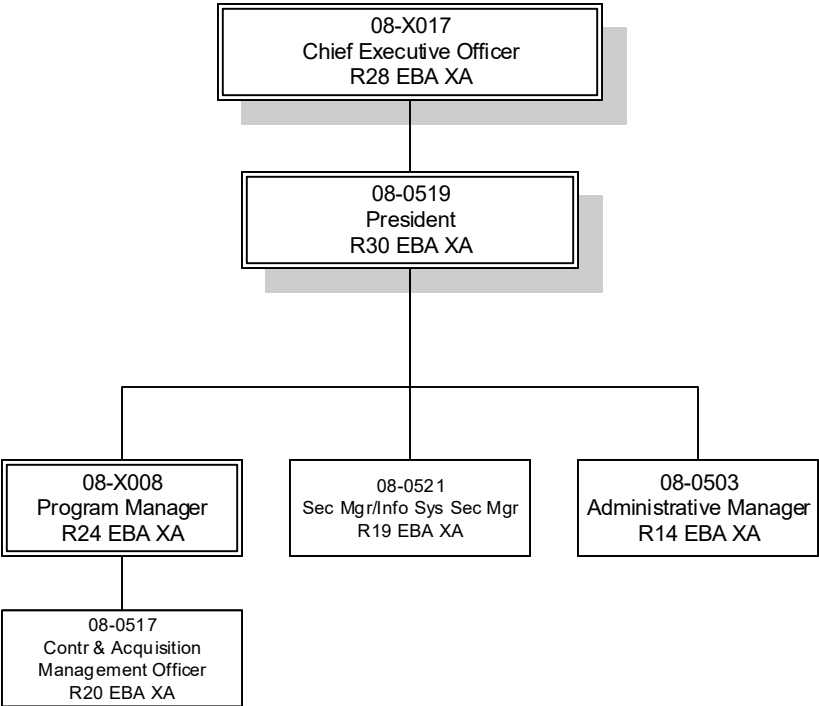 08-X017
Chief Executive Officer
R28 EBA XA
08-0519
President
R30 EBA XA
08-X008
Program Manager
R24 EBA XA
08-0521
Sec Mgr/Info Sys Sec Mgr
R19 EBA XA
08-0503
Administrative Manager
R14 EBA XA
08-0517
Contr & Acquisition
Management Officer
R20 EBA XA